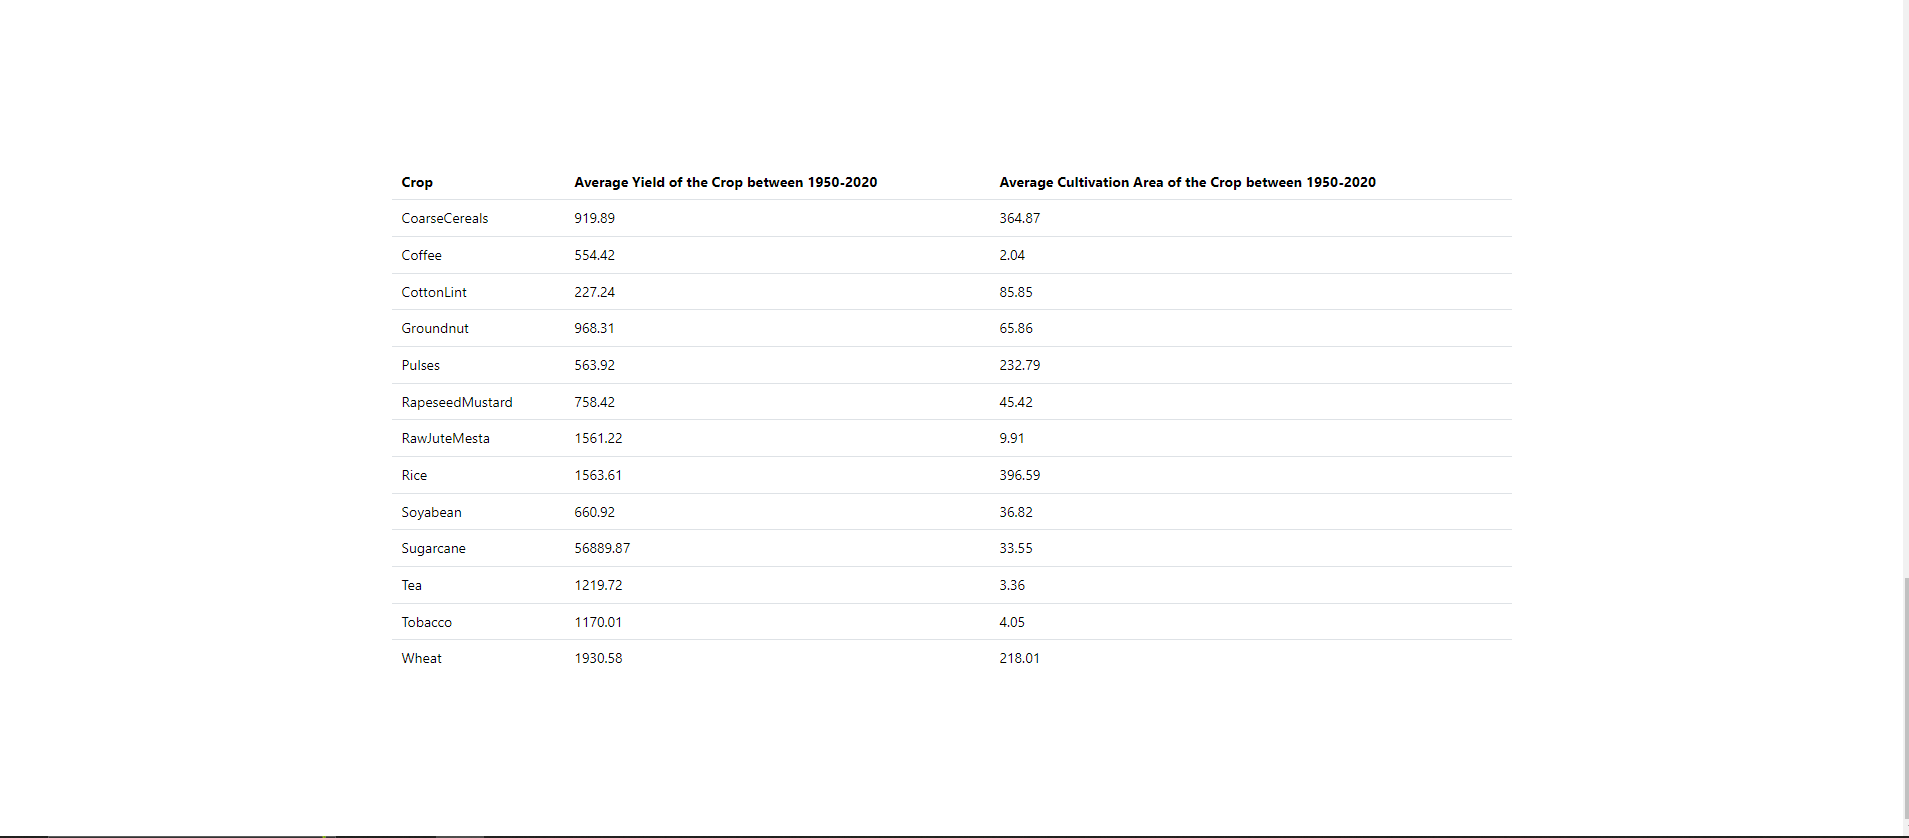 Crop Average Yield of the Crop between 1950-2020 Average Cultivation Area of the Crop between 1950-2020
CoarseCereals 919.89 364.87
Coffee 554.42 2.04
CottonLint 227.24 85.85
Groundnut 968.31 65.86
Pulses 563.92 232.79
RapeseedMustard 758.42 45.42
RawJuteMesta 1561.22 9.91
Rice 1563.61 396.59
Soyabean 660.92 36.82
Sugarcane 56889.87 33.55
Tea 1219.72 3.36
Tobacco 1170.01 4.05
Wheat 1930.58 218.01